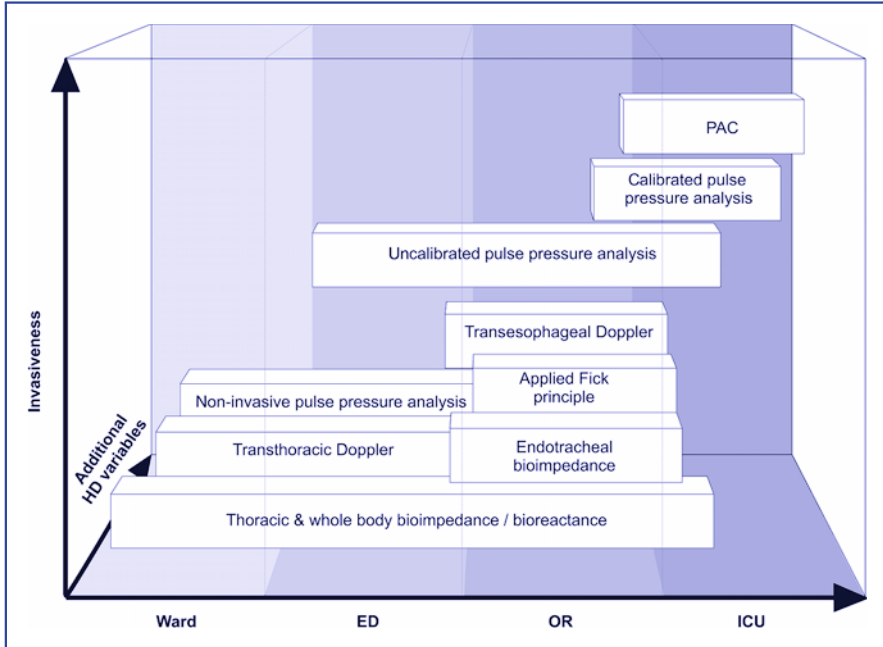 PAC
Calibrated pulse
pressure analysis
Uncalibrated pulse pressure analysis
Transesophageal Doppler
Applied Fick
principle
Non-invasive pulse pressure analysis
Transthoracic Doppler
Endotracheal
bioimpedance
Thoracic & whole body bioimpedance / bioreactance
Invasiveness
Additional
HD variables
Ward
ED
OR
ICU